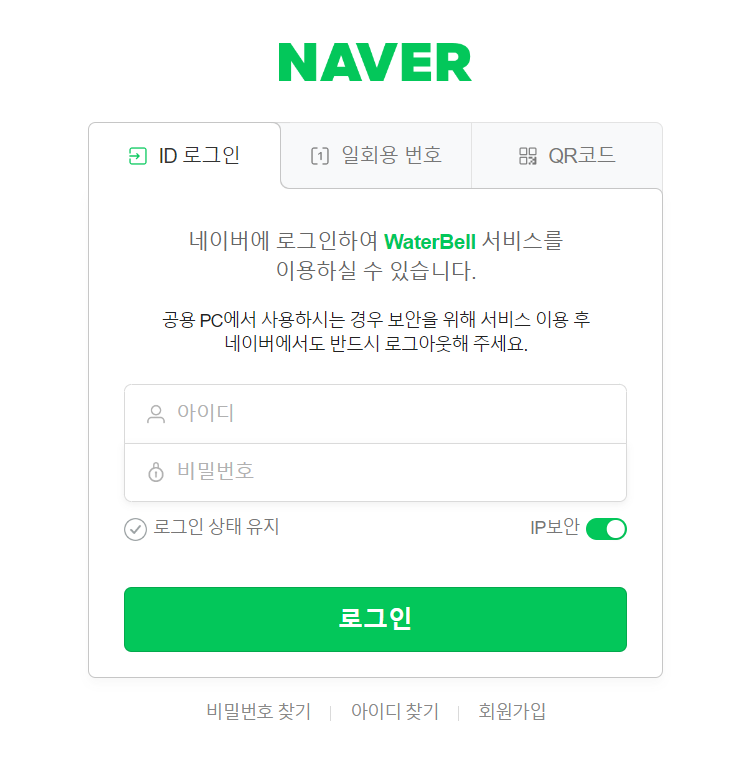 NAVER
ID 로그인
1 일회용 번호
QR코드
네이버에 로그인하여 WaterBell 서비스를
이용하실 수 있습니다.
공용 PC에서 사용하시는 경우 보안을 위해 서비스 이용 후
네이버에서도 반드시 로그아웃해 주세요.
아이디
비밀번호
로그인 상태 유지
IP보안
로그인
비밀번호 찾기
아이디 찾기
회원가입